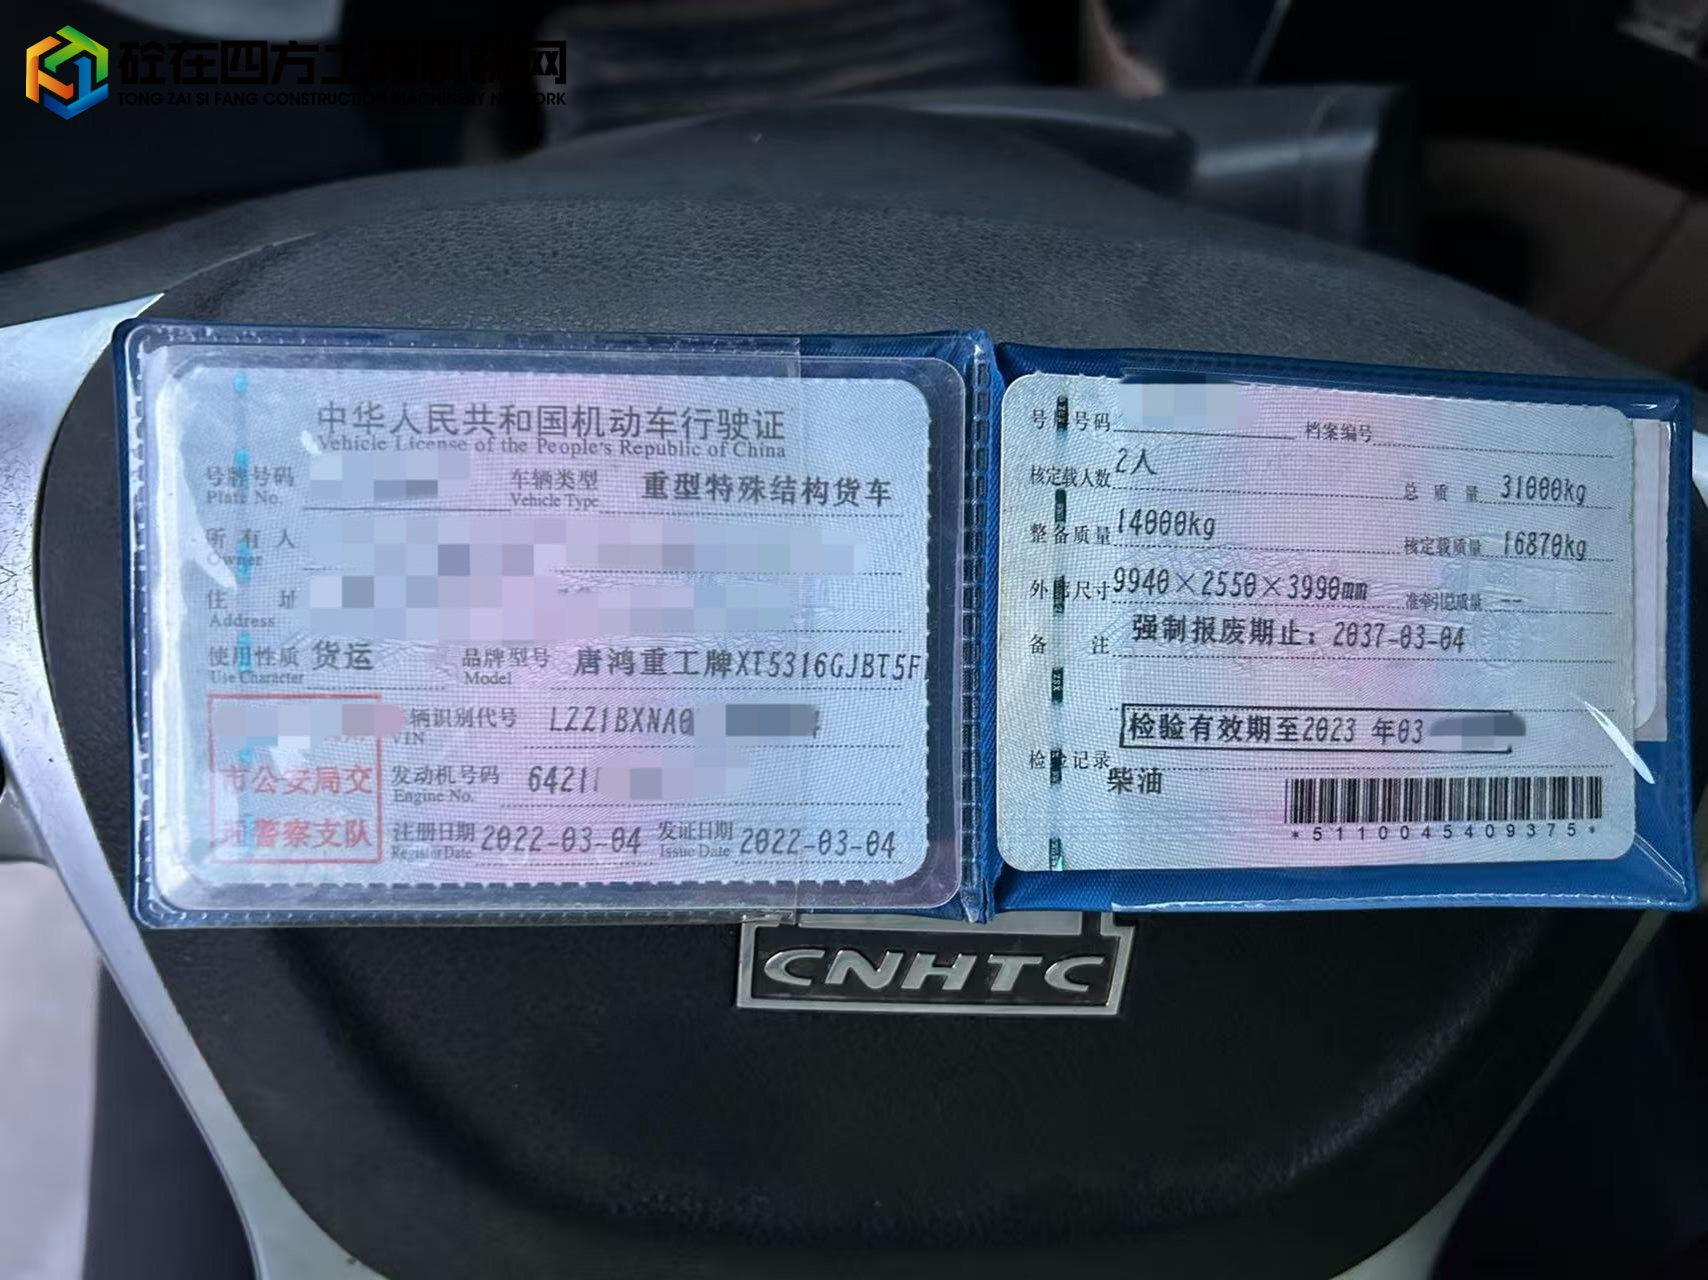 砼在四方工程机械网
TONG ZAI SI FANG CONSTRUCTION MACHINERY NETWORK
中华人民共和国机动车行驶证
Vehicle License of the People's Republic of China
号牌号码
Plate No.
车辆类型 重型特殊结构货车
Vehicle Type
所有人
Owner
住址
Address
使用性质 货运
Use Character
品牌型号 唐鸿重工牌XT5316GJBT5F
Model
辆识别代号 LZZ1BXNA0
VIN
发动机号码 6421
Engine No.
注册日期 2022-03-04
Register Date
发证日期 2022-03-04
Issue Date
市公安局交
通警察支队
号牌号码
档案编号
核定载人数 2人
总质量 31000kg
整备质量 14000kg
核定载质量 16870kg
外廓尺寸 9940×2550×3990mm
准牵引总质量 --
备注 强制报废期止：2037-03-04
检验有效期至2023 年03
检验记录
柴油
*5110045409375*
CNHTC